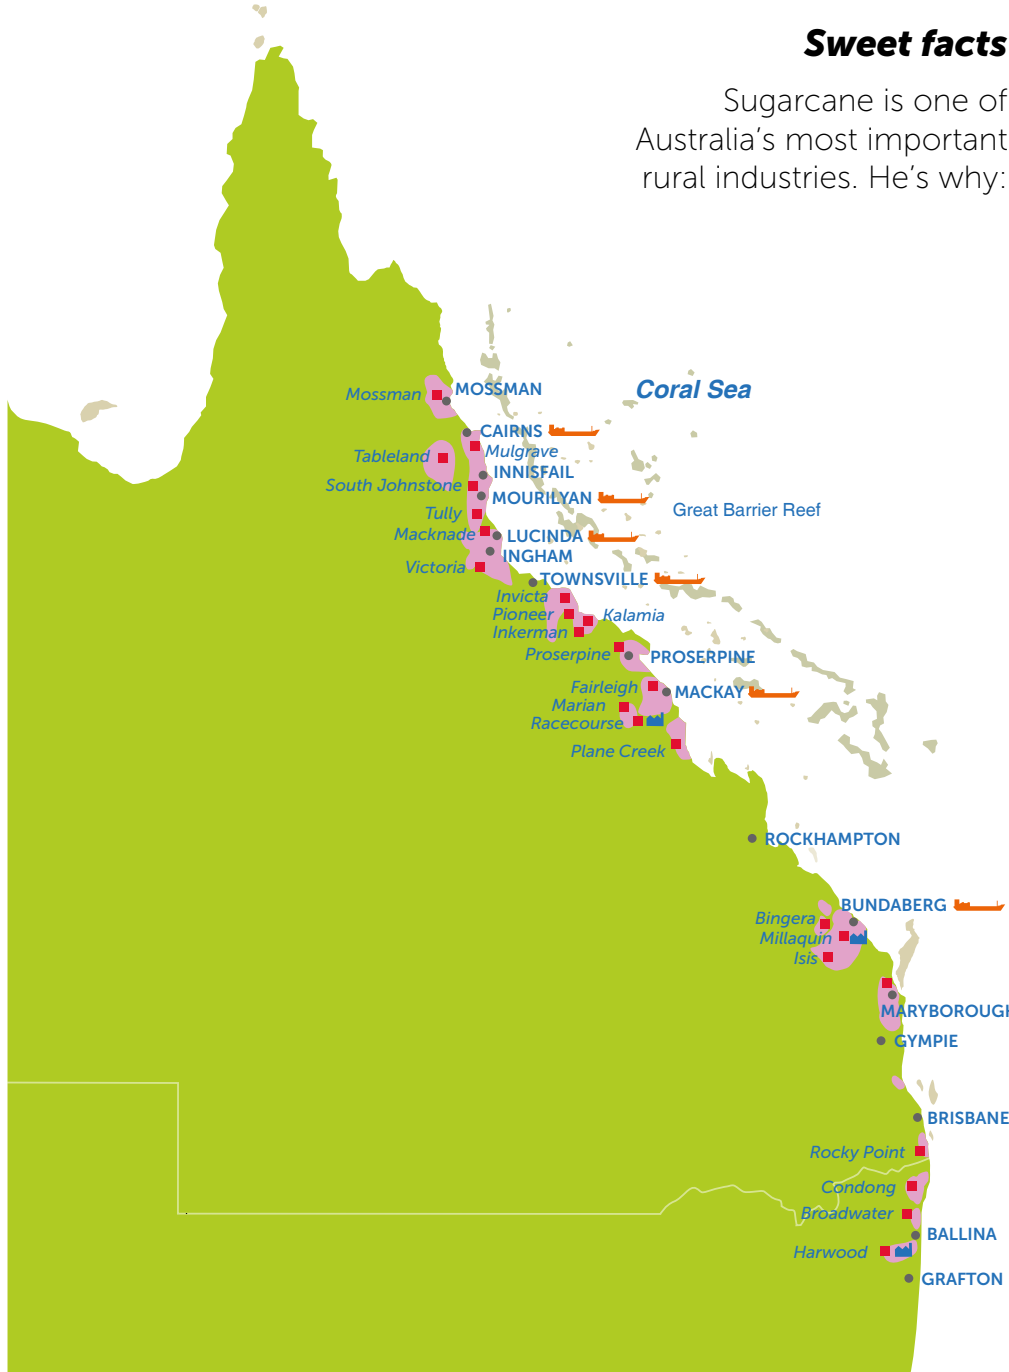 Sweet facts
Sugarcane is one of
Australia’s most important
rural industries. He’s why:
Coral Sea
Mossman
MOSSMAN
CAIRNS
Mulgrave
Tableland
INNISFAIL
South Johnstone
MOURILYAN
Great Barrier Reef
Tully
Macknade
LUCINDA
INGHAM
Victoria
TOWNSVILLE
Invicta
Pioneer
Kalamia
Inkerman
Proserpine
PROSERPINE
Fairleigh
MACKAY
Marian
Racecourse
Plane Creek
ROCKHAMPTON
BUNDABERG
Bingera
Millaquin
Isis
MARYBOROUGH
GYMPIE
BRISBANE
Rocky Point
Condong
Broadwater
BALLINA
Harwood
GRAFTON